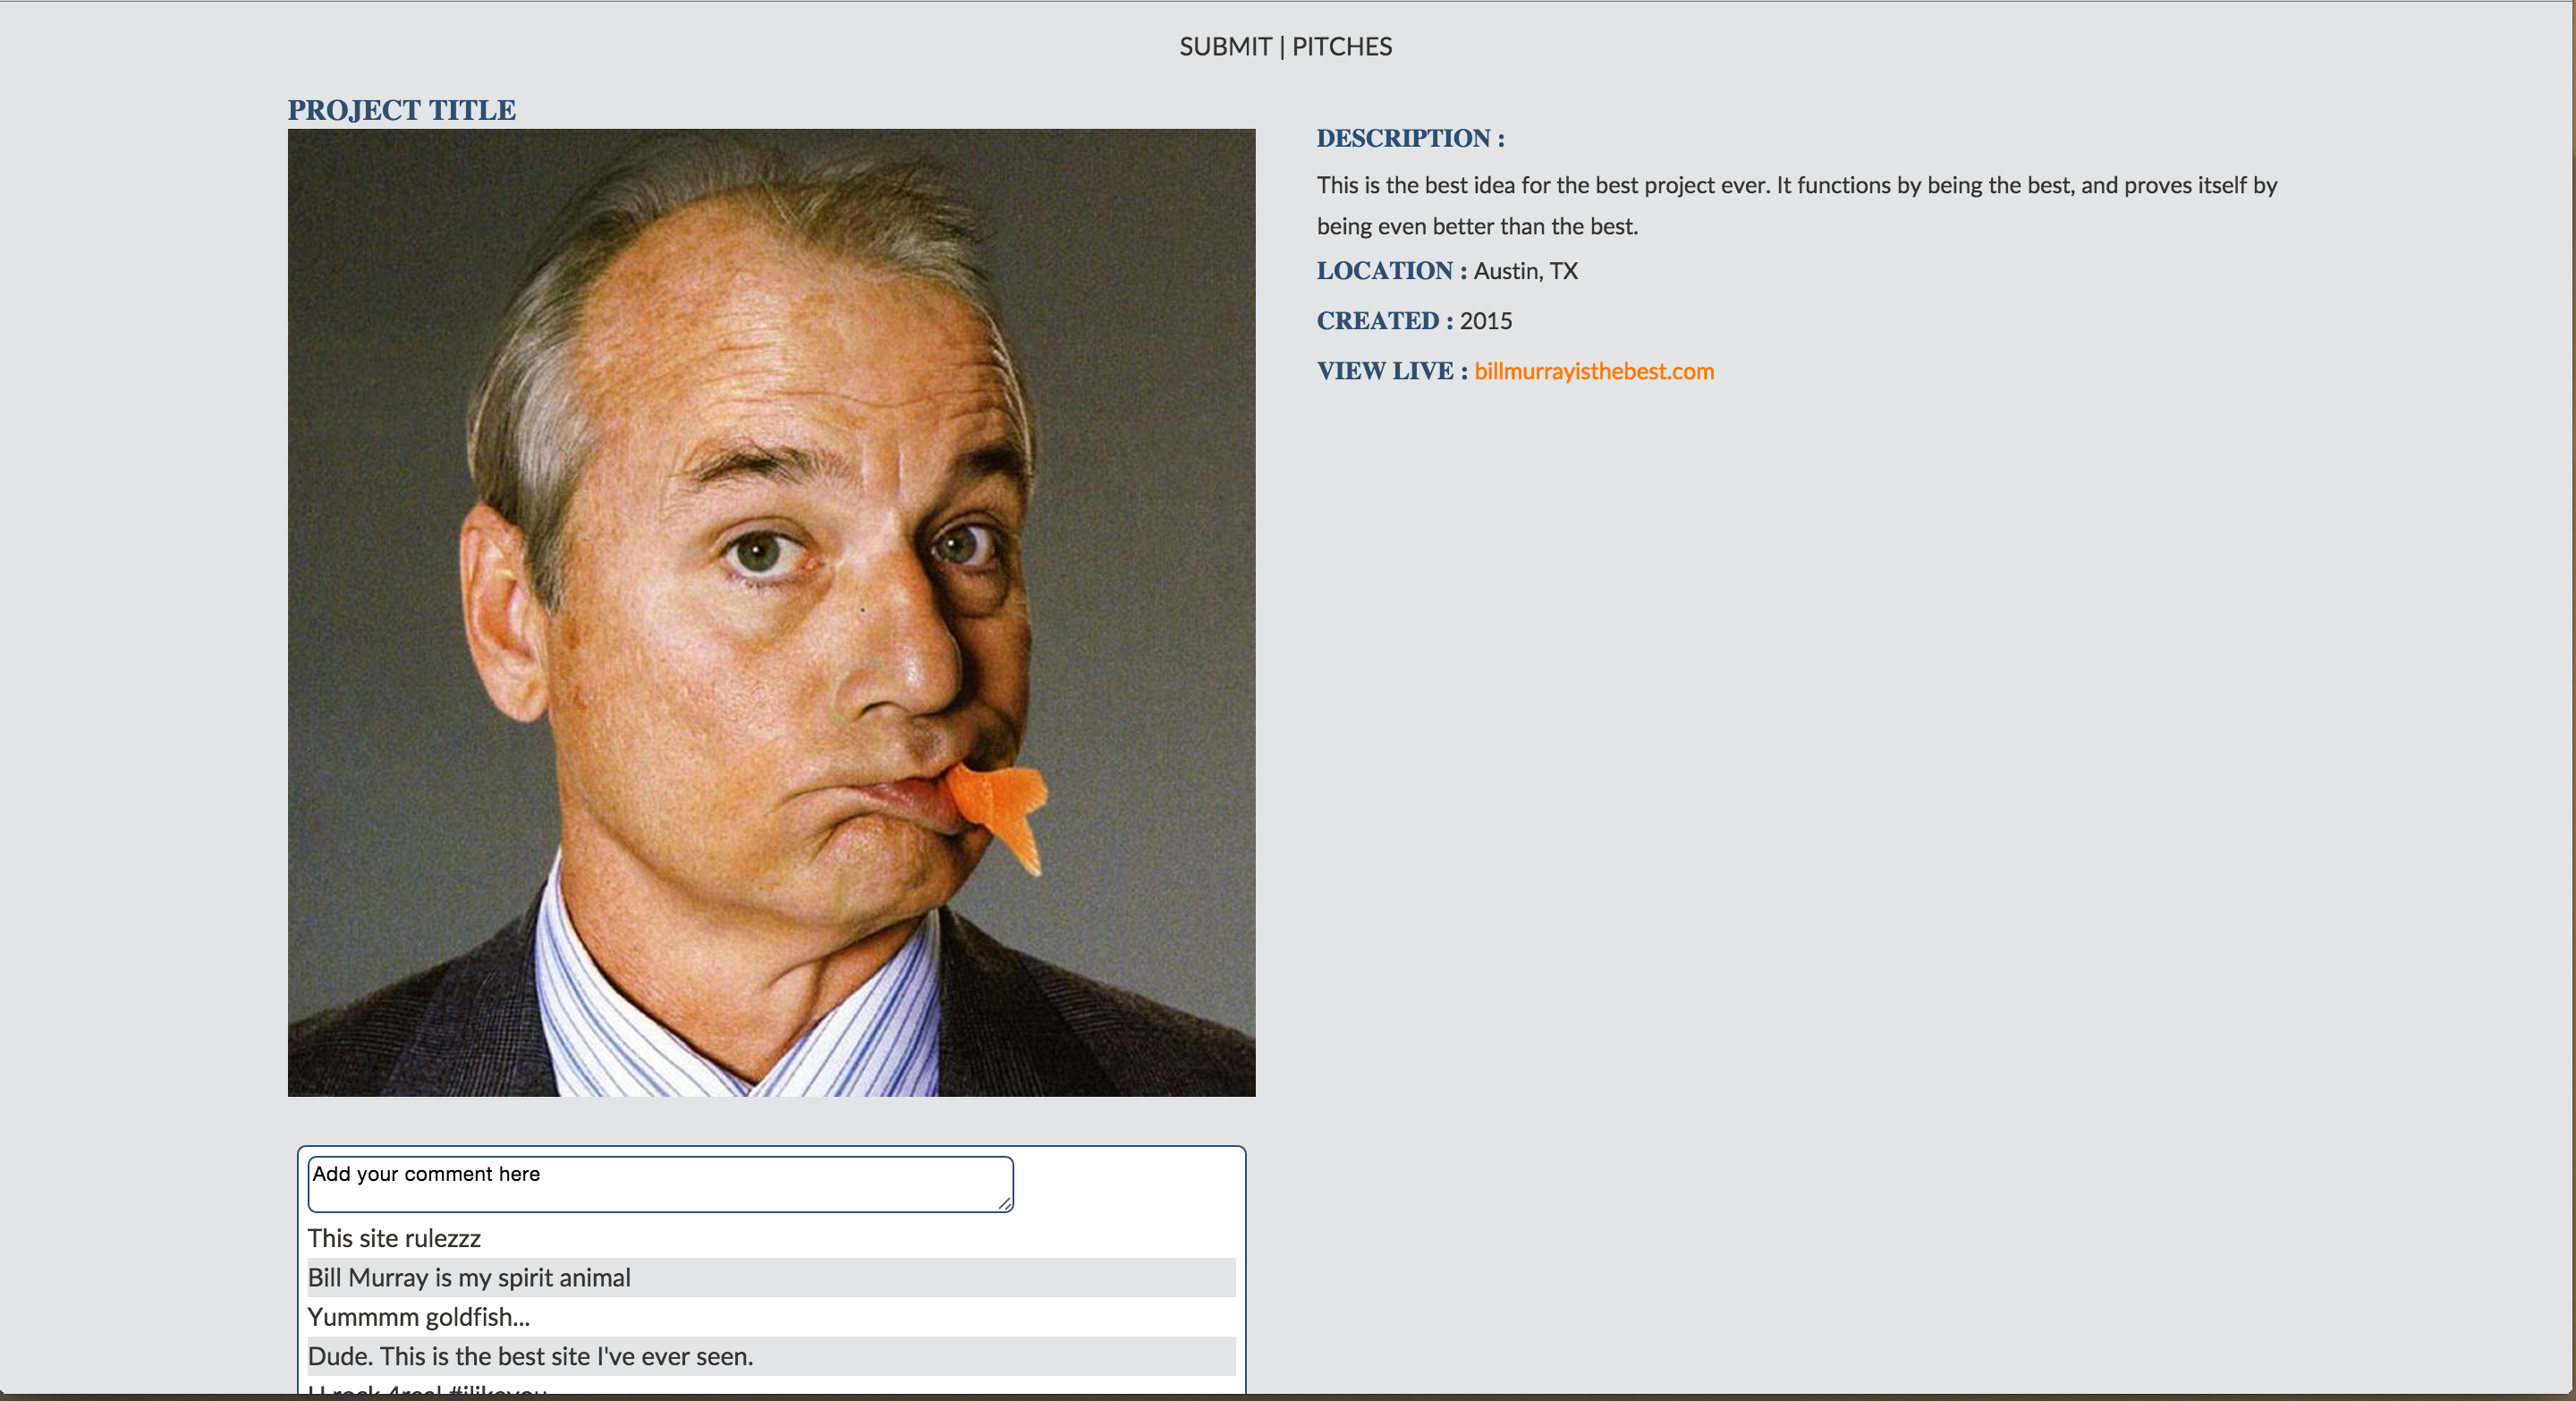 SUBMIT | PITCHES
PROJECT TITLE
DESCRIPTION :
This is the best idea for the best project ever. It functions by being the best, and proves itself by
being even better than the best.
LOCATION : Austin, TX
CREATED : 2015
VIEW LIVE : billmurrayisthebest.com
Add your comment here
This site rulezzz
Bill Murray is my spirit animal
Yummmm goldfish...
Dude. This is the best site I've ever seen.
U rock 4real #ilikeyou